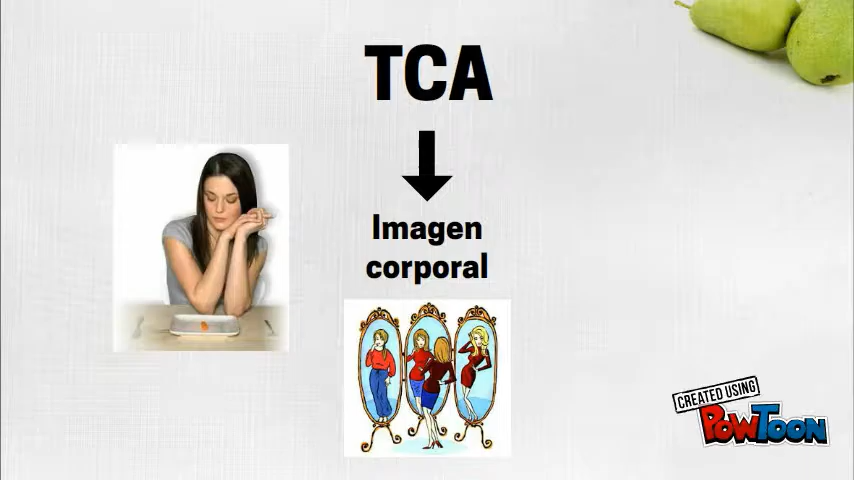 TCA
Imagen
corporal
CREATED USING
POWTOON